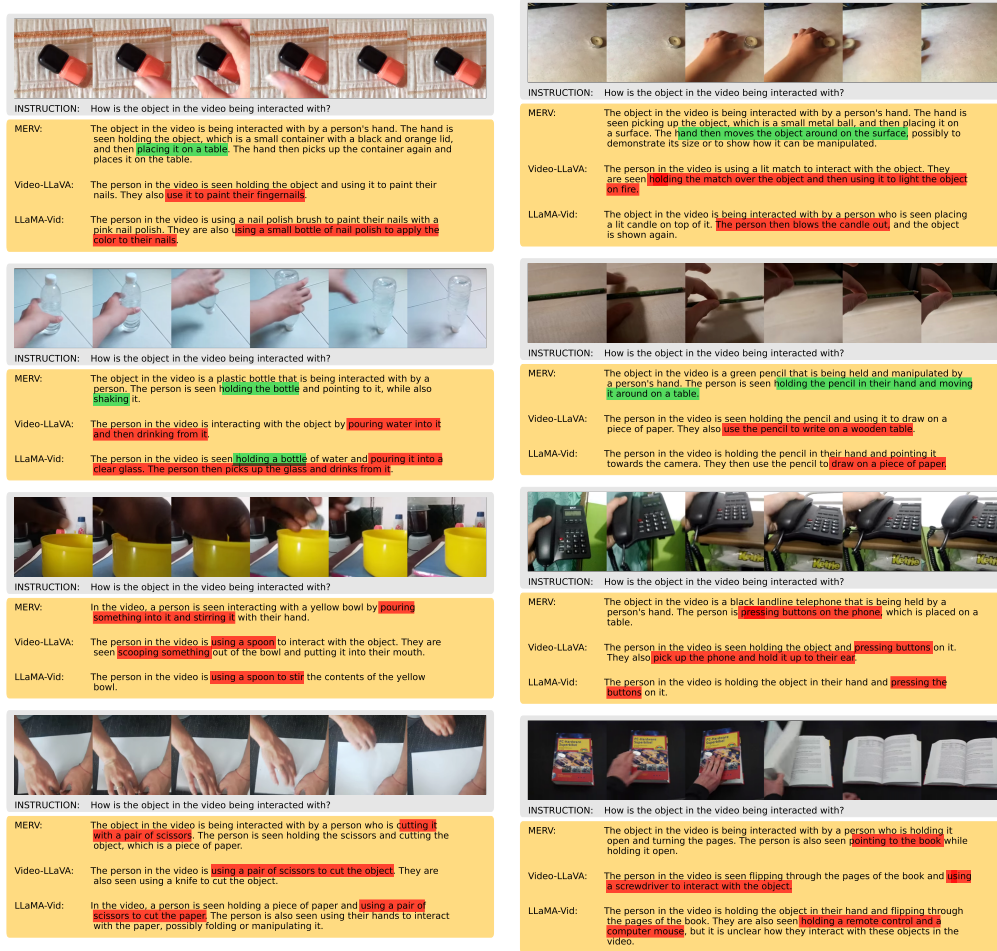 INSTRUCTION: How is the object in the video being interacted with?
MERV: The object in the video is being interacted with by a person's hand. The hand is
seen holding the object, which is a small container with a black and orange lid,
and then placing it on a table. The hand then picks up the container again and
places it on the table.
Video-LLaVA: The person in the video is seen holding the object and using it to paint their
nails. They also use it to paint their fingernails.
LLaMA-Vid: The person in the video is using a nail polish brush to paint their nails with a
pink nail polish. They are also using a small bottle of nail polish to apply the
color to their nails.
INSTRUCTION: How is the object in the video being interacted with?
MERV: The object in the video is a plastic bottle that is being interacted with by a
person. The person is seen holding the bottle and pointing to it, while also
shaking it.
Video-LLaVA: The person in the video is interacting with the object by pouring water into it
and then drinking from it.
LLaMA-Vid: The person in the video is seen holding a bottle of water and pouring it into a
clear glass. The person then picks up the glass and drinks from it.
INSTRUCTION: How is the object in the video being interacted with?
MERV: In the video, a person is seen interacting with a yellow bowl by pouring
something into it and stirring it with their hand.
Video-LLaVA: The person in the video is using a spoon to interact with the object. They are
seen scooping something out of the bowl and putting it into their mouth.
LLaMA-Vid: The person in the video is using a spoon to stir the contents of the yellow
bowl.
INSTRUCTION: How is the object in the video being interacted with?
MERV: The object in the video is being interacted with by a person who is cutting it
with a pair of scissors. The person is seen holding the scissors and cutting the
object, which is a piece of paper.
Video-LLaVA: The person in the video is using a pair of scissors to cut the object. They are
also seen using a knife to cut the object.
LLaMA-Vid: In the video, a person is seen holding a piece of paper and using a pair of
scissors to cut the paper. The person is also seen using their hands to interact
with the paper, possibly folding or manipulating it.
INSTRUCTION: How is the object in the video being interacted with?
MERV: The object in the video is being interacted with by a person's hand. The hand is
seen picking up the object, which is a small metal ball, and then placing it on
a surface. The hand then moves the object around on the surface, possibly to
demonstrate its size or to show how it can be manipulated.
Video-LLaVA: The person in the video is using a lit match to interact with the object. They
are seen holding the match over the object and then using it to light the object
on fire.
LLaMA-Vid: The object in the video is being interacted with by a person who is seen placing
a lit candle on top of it. The person then blows the candle out, and the object
is shown again.
INSTRUCTION: How is the object in the video being interacted with?
MERV: The object in the video is a green pencil that is being held and manipulated by
a person's hand. The person is seen holding the pencil in their hand and moving
it around on a table.
Video-LLaVA: The person in the video is seen holding the pencil and using it to draw on a
piece of paper. They also use the pencil to write on a wooden table.
LLaMA-Vid: The person in the video is holding the pencil in their hand and pointing it
towards the camera. They then use the pencil to draw on a piece of paper.
INSTRUCTION: How is the object in the video being interacted with?
MERV: The object in the video is a black landline telephone that is being held by a
person's hand. The person is pressing buttons on the phone, which is placed on a
table.
Video-LLaVA: The person in the video is seen holding the object and pressing buttons on it.
They also pick up the phone and hold it up to their ear.
LLaMA-Vid: The person in the video is holding the object in their hand and pressing the
buttons on it.
INSTRUCTION: How is the object in the video being interacted with?
MERV: The object in the video is being interacted with by a person who is holding it
open and turning the pages. The person is also seen pointing to the book while
holding it open.
Video-LLaVA: The person in the video is seen flipping through the pages of the book and using
a screwdriver to interact with the object.
LLaMA-Vid: The person in the video is holding the object in their hand and flipping through
the pages of the book. They are also seen holding a remote control and a
computer mouse, but it is unclear how they interact with these objects in the
video.